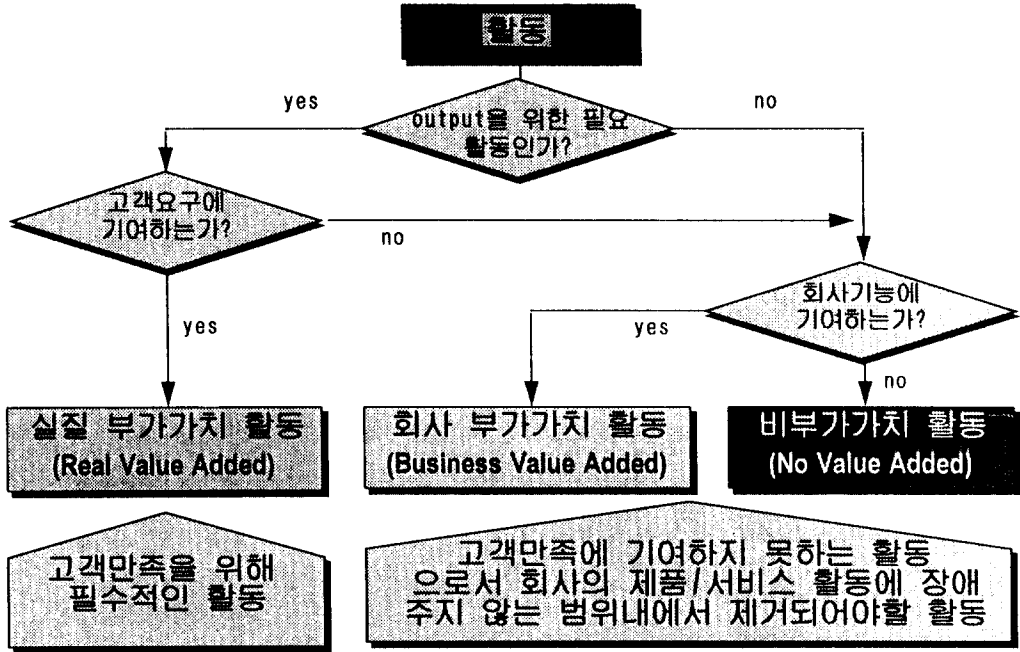 활동
yes
no
output을 위한 필요
활동인가?
고객요구에
기여하는가?
no
회사기능에
기여하는가?
yes
yes
no
실질 부가가치 활동
(Real Value Added)
회사 부가가치 활동
(Business Value Added)
비부가가치 활동
(No Value Added)
고객만족을 위해
필수적인 활동
고객만족에 기여하지 못하는 활동
으로서 회사의 제품/서비스 활동에 장애
주지 않는 범위내에서 제거되어야할 활동